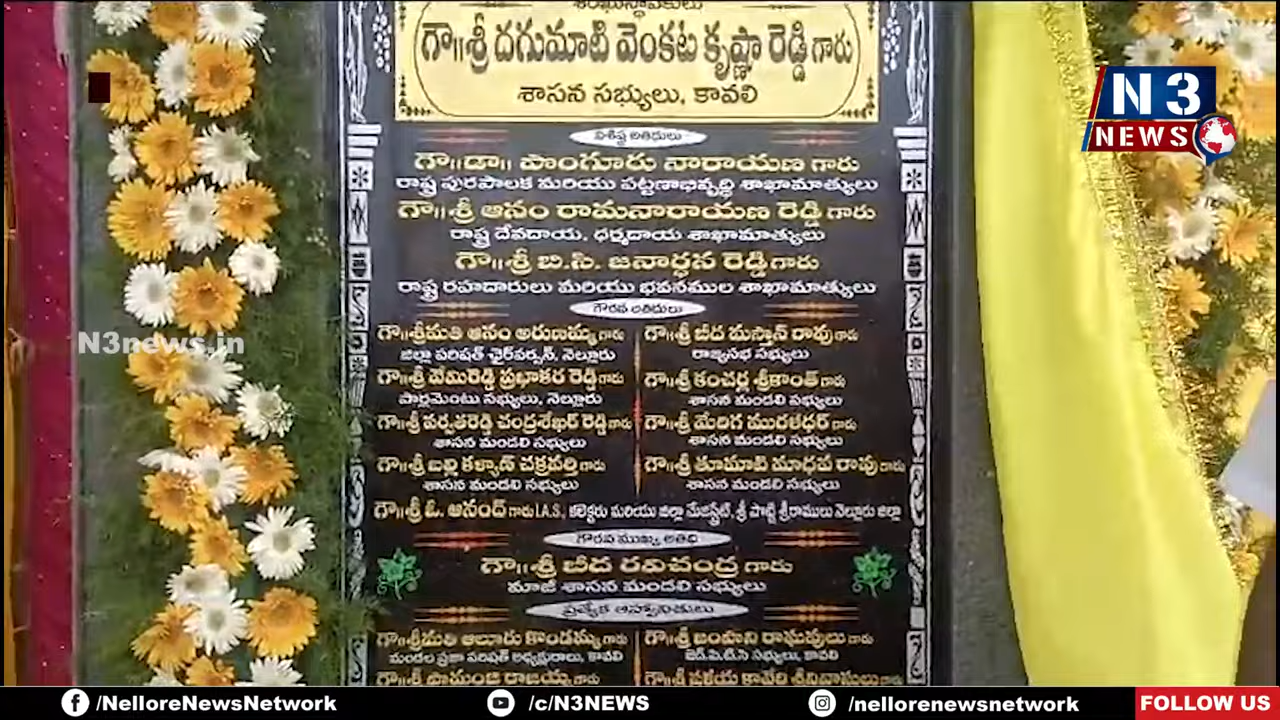 శంఖుస్థాపకులు
గౌ॥శ్రీ దగుమాటి వెంకట కృష్ణా రెడ్డి గారు
శాసన సభ్యులు, కావలి
విశిష్ట అతిధులు
గౌ॥డా॥ పొంగూరు నారాయణ గారు
రాష్ట్ర పురపాలక మరియు పట్టణాభివృద్ధి శాఖామాత్యులు
గౌ॥శ్రీ ఆనం రామనారాయణ రెడ్డి గారు
రాష్ట్ర దేవదాయ, ధర్మదాయ శాఖామాత్యులు
గౌ॥శ్రీ బి.సి. జనార్ధన రెడ్డి గారు
రాష్ట్ర రహదారులు మరియు భవనముల శాఖామాత్యులు
గౌరవ అతిధులు
గౌ॥శ్రీమతి ఆనం అరుణమ్మ గారు
జిల్లా పరిషత్ ఛైర్‌పర్సన్, నెల్లూరు
గౌ॥శ్రీ వేమిరెడ్డి ప్రభాకర రెడ్డి గారు
పార్లమెంటు సభ్యులు, నెల్లూరు
గౌ॥శ్రీ పర్వతరెడ్డి చంద్రశేఖర్ రెడ్డి గారు
శాసన మండలి సభ్యులు
గౌ॥శ్రీ బల్లి కళ్యాణ్ చక్రవర్తి గారు
శాసన మండలి సభ్యులు
గౌ॥శ్రీ బీద మస్తాన్ రావు గారు
రాజ్యసభ సభ్యులు
గౌ॥శ్రీ కంచర్ల శ్రీకాంత్ గారు
శాసన మండలి సభ్యులు
గౌ॥శ్రీ మేరిగ మురళీధర్ గారు
శాసన మండలి సభ్యులు
గౌ॥శ్రీ తూమాటి మాధవ రావు గారు
శాసన మండలి సభ్యులు
గౌ॥శ్రీ ఓ. ఆనంద్ గారు I.A.S., కలెక్టరు మరియు జిల్లా మేజిస్ట్రేట్, శ్రీ పొట్టి శ్రీరాములు నెల్లూరు జిల్లా
గౌరవ ముఖ్య అతిధి
గౌ॥శ్రీ బీద రవిచంద్ర గారు
మాజీ శాసన మండలి సభ్యులు
ప్రత్యేక ఆహ్వానితులు
గౌ॥శ్రీమతి ఆలూరు కొండమ్మ గారు
మండల ప్రజా పరిషత్ అధ్యక్షురాలు, కావలి
గౌ॥శ్రీ జంపాని రాఘవులు గారు
జెడ్.పి.టి.సి సభ్యులు, కావలి
N3
NEWS
N3news.in
/NelloreNewsNetwork
/c/N3NEWS
/nellorenewsnetwork
FOLLOW US